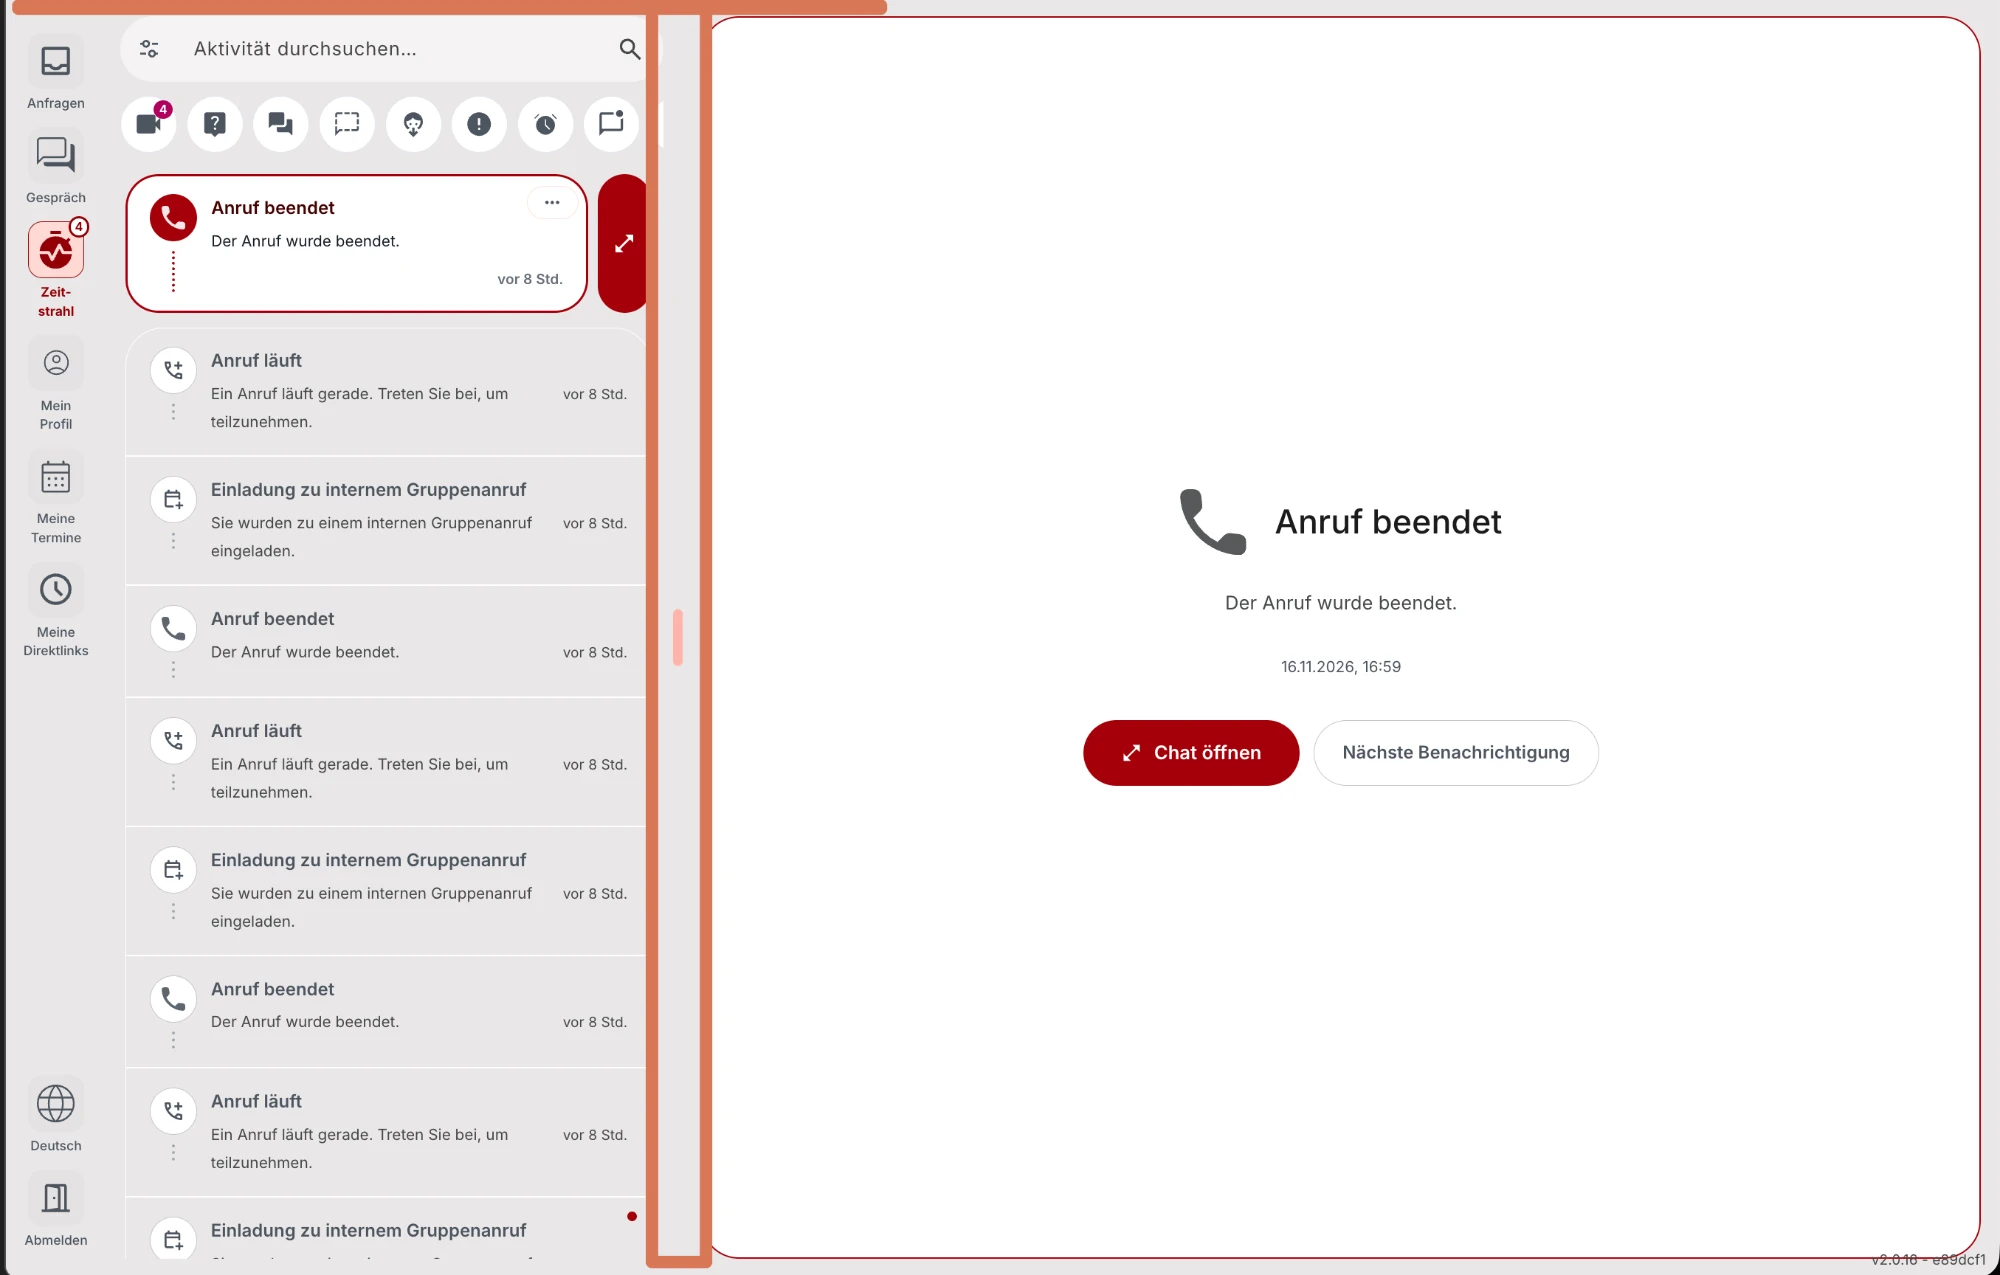 Anfragen
Gespräch
4
Zeit-
strahl
Mein
Profil
Meine
Termine
Meine
Direktlinks
Deutsch
Abmelden
Aktivität durchsuchen...
4
Anruf beendet
Der Anruf wurde beendet.
vor 8 Std.
Anruf läuft
Ein Anruf läuft gerade. Treten Sie bei, um
teilzunehmen.
vor 8 Std.
Einladung zu internem Gruppenanruf
Sie wurden zu einem internen Gruppenanruf
eingeladen.
vor 8 Std.
Anruf beendet
Der Anruf wurde beendet.
vor 8 Std.
Anruf läuft
Ein Anruf läuft gerade. Treten Sie bei, um
teilzunehmen.
vor 8 Std.
Einladung zu internem Gruppenanruf
Sie wurden zu einem internen Gruppenanruf
eingeladen.
vor 8 Std.
Anruf beendet
Der Anruf wurde beendet.
vor 8 Std.
Anruf läuft
Ein Anruf läuft gerade. Treten Sie bei, um
teilzunehmen.
vor 8 Std.
Einladung zu internem Gruppenanruf
Anruf beendet
Der Anruf wurde beendet.
16.11.2026, 16:59
Chat öffnen
Nächste Benachrichtigung
v2.0.16 - e89dcf1